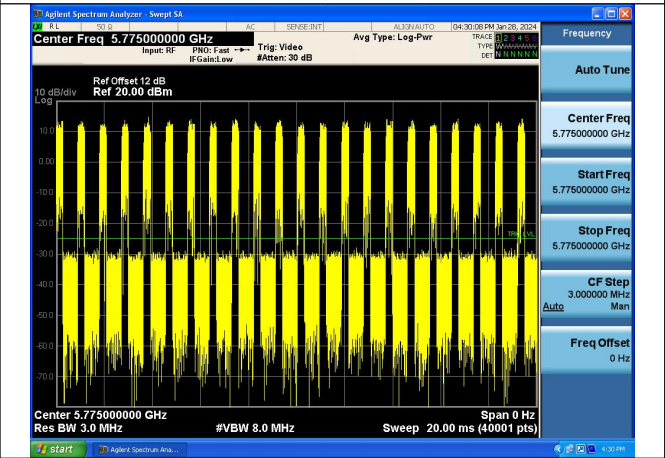 Agilent Spectrum Analyzer - Swept SA
RL 50 Ω AC SENSE:INT ALIGN AUTO 04:30:08 PM Jan 28, 2024
Center Freq 5.775000000 GHz Avg Type: Log-Pwr TRACE 1 2 3 4 5 6
Input: RF PNO: Fast Trig: Video TYPE
IFGain:Low #Atten: 30 dB DET N N N N N N
Ref Offset 12 dB
10 dB/div Ref 20.00 dBm
Log
10.0
0.00
-10.0
-20.0
TRIG LVL
-30.0
-40.0
-50.0
-60.0
-70.0
Center 5.775000000 GHz Span 0 Hz
Res BW 3.0 MHz #VBW 8.0 MHz Sweep 20.00 ms (40001 pts)
Frequency
Auto Tune
Center Freq
5.775000000 GHz
Start Freq
5.775000000 GHz
Stop Freq
5.775000000 GHz
CF Step
3.000000 MHz
Auto Man
Freq Offset
0 Hz
start Agilent Spectrum Ana... 4:30 PM